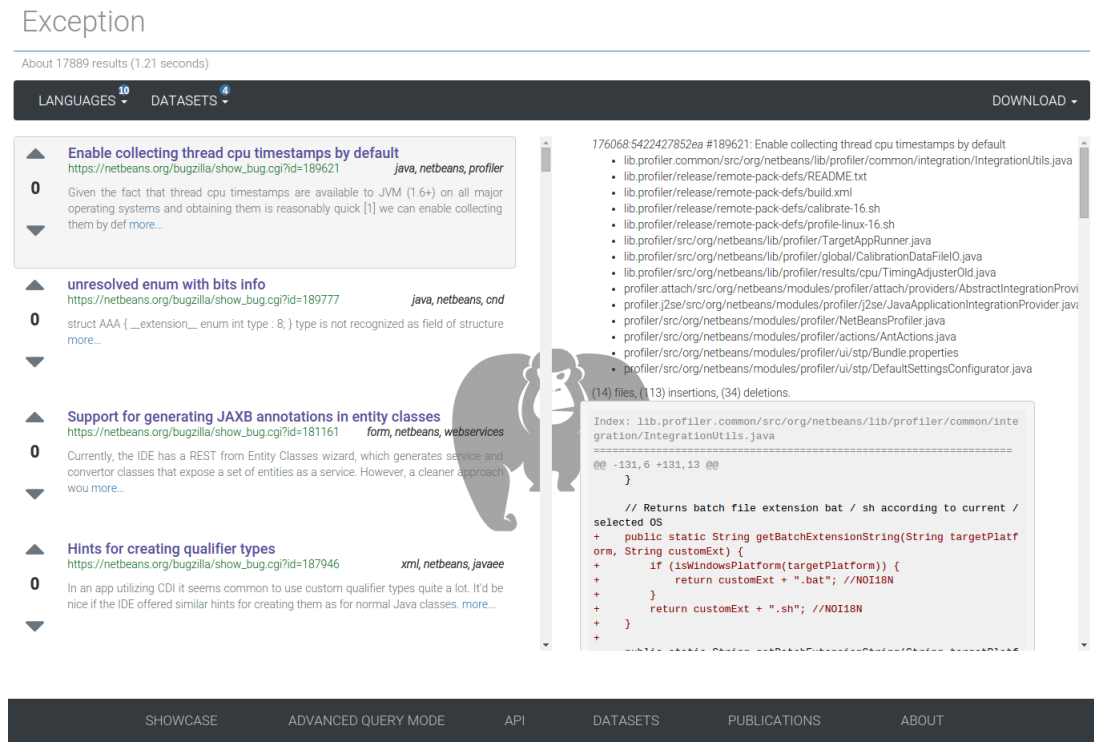 Exception
About 17889 results (1.21 seconds)
LANGUAGES 10 DATASETS 4 DOWNLOAD
Enable collecting thread cpu timestamps by default
https://netbeans.org/bugzilla/show_bug.cgi?id=189621 java, netbeans, profiler
0
Given the fact that thread cpu timestamps are available to JVM (1.6+) on all major
operating systems and obtaining them is reasonably quick [1] we can enable collecting
them by def more...
unresolved enum with bits info
https://netbeans.org/bugzilla/show_bug.cgi?id=189777 java, netbeans, cnd
0
struct AAA { __extension__ enum int type : 8; } type is not recognized as field of structure
more...
Support for generating JAXB annotations in entity classes
https://netbeans.org/bugzilla/show_bug.cgi?id=181161 form, netbeans, webservices
0
Currently, the IDE has a REST from Entity Classes wizard, which generates service and
convertor classes that expose a set of entities as a service. However, a cleaner approach
wou more...
Hints for creating qualifier types
https://netbeans.org/bugzilla/show_bug.cgi?id=187946 xml, netbeans, javaee
0
In an app utilizing CDI it seems common to use custom qualifier types quite a lot. It'd be
nice if the IDE offered similar hints for creating them as for normal Java classes. more...
176068:5422427852ea #189621: Enable collecting thread cpu timestamps by default
• lib.profiler.common/src/org/netbeans/lib/profiler/common/integration/IntegrationUtils.java
• lib.profiler/release/remote-pack-defs/README.txt
• lib.profiler/release/remote-pack-defs/build.xml
• lib.profiler/release/remote-pack-defs/calibrate-16.sh
• lib.profiler/release/remote-pack-defs/profile-linux-16.sh
• lib.profiler/src/org/netbeans/lib/profiler/TargetAppRunner.java
• lib.profiler/src/org/netbeans/lib/profiler/global/CalibrationDataFileIO.java
• lib.profiler/src/org/netbeans/lib/profiler/results/cpu/TimingAdjusterOld.java
• profiler.attach/src/org/netbeans/modules/profiler/attach/providers/AbstractIntegrationProvi
• profiler.j2se/src/org/netbeans/modules/profiler/j2se/JavaApplicationIntegrationProvider.java
• profiler/src/org/netbeans/modules/profiler/NetBeansProfiler.java
• profiler/src/org/netbeans/modules/profiler/actions/AntActions.java
• profiler/src/org/netbeans/modules/profiler/ui/stp/Bundle.properties
• profiler/src/org/netbeans/modules/profiler/ui/stp/DefaultSettingsConfigurator.java
(14) files, (113) insertions, (34) deletions.
Index: lib.profiler.common/src/org/netbeans/lib/profiler/common/inte
gration/IntegrationUtils.java
===================================================================
@@ -131,6 +131,13 @@
}
// Returns batch file extension bat / sh according to current /
selected OS
+ public static String getBatchExtensionString(String targetPlatf
orm, String customExt) {
+ if (isWindowsPlatform(targetPlatform)) {
+ return customExt + ".bat"; //NOI18N
+ }
+ return customExt + ".sh"; //NOI18N
+ }
+
public static String getBatchExtensionString(String targetPlatf
SHOWCASE ADVANCED QUERY MODE API DATASETS PUBLICATIONS ABOUT